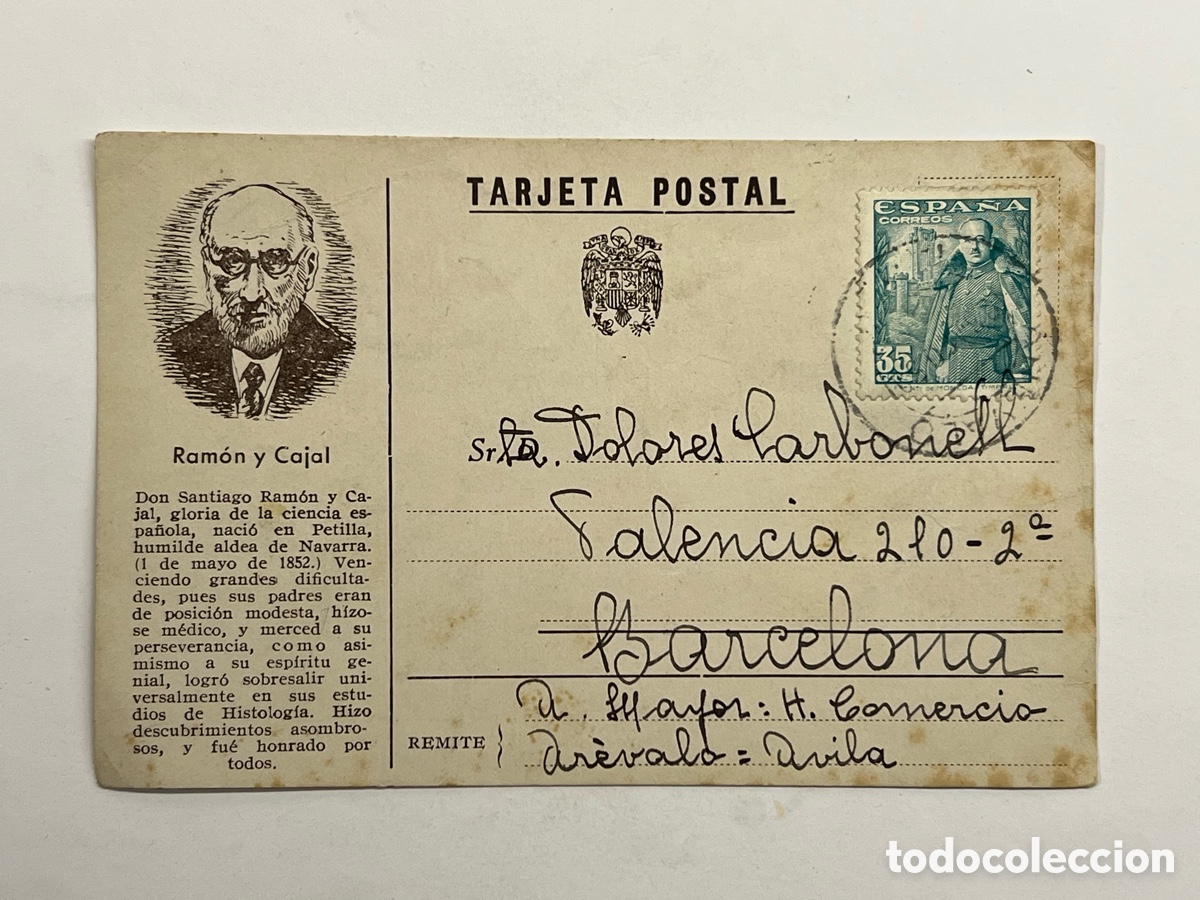 TARJETA POSTAL
ESPAÑA
CORREOS
35
CTS
Ramón y Cajal
Don Santiago Ramón y Ca-
jal, gloria de la ciencia es-
pañola, nació en Petilla,
humilde aldea de Navarra.
(1 de mayo de 1852.) Ven-
ciendo grandes dificulta-
des, pues sus padres eran
de posición modesta, hízo-
se médico, y merced a su
perseverancia, como asi-
mismo a su espíritu ge-
nial, logró sobresalir uni-
versalmente en sus estu-
dios de Histología. Hizo
descubrimientos asombro-
sos, y fué honrado por
todos.
Srta. Dolores Carbonell
Valencia 210-2ª
Barcelona
REMITE
A. Mayor: H. Comercio
Arèvalo = Avila
todocoleccion